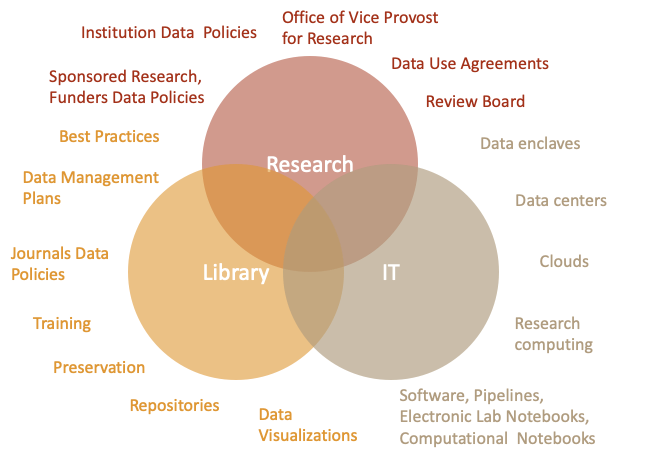 Office of Vice Provost
for Research
Institution Data Policies
Data Use Agreements
Sponsored Research,
Funders Data Policies
Review Board
Best Practices
Data enclaves
Research
Data Management
Plans
Data centers
Journals Data
Policies
Clouds
Library
IT
Training
Research
computing
Preservation
Repositories
Data
Visualizations
Software, Pipelines,
Electronic Lab Notebooks,
Computational Notebooks